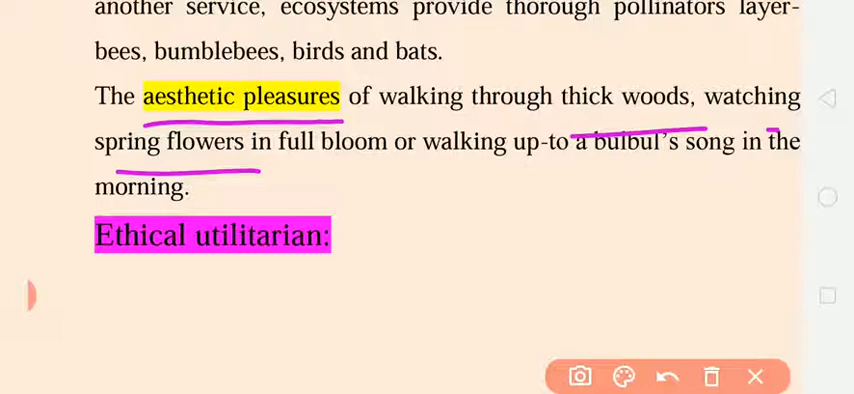 another service, ecosystems provide thorough pollinators layer-
bees, bumblebees, birds and bats.
The aesthetic pleasures of walking through thick woods, watching
spring flowers in full bloom or walking up-to a bulbul's song in the
morning.
Ethical utilitarian: